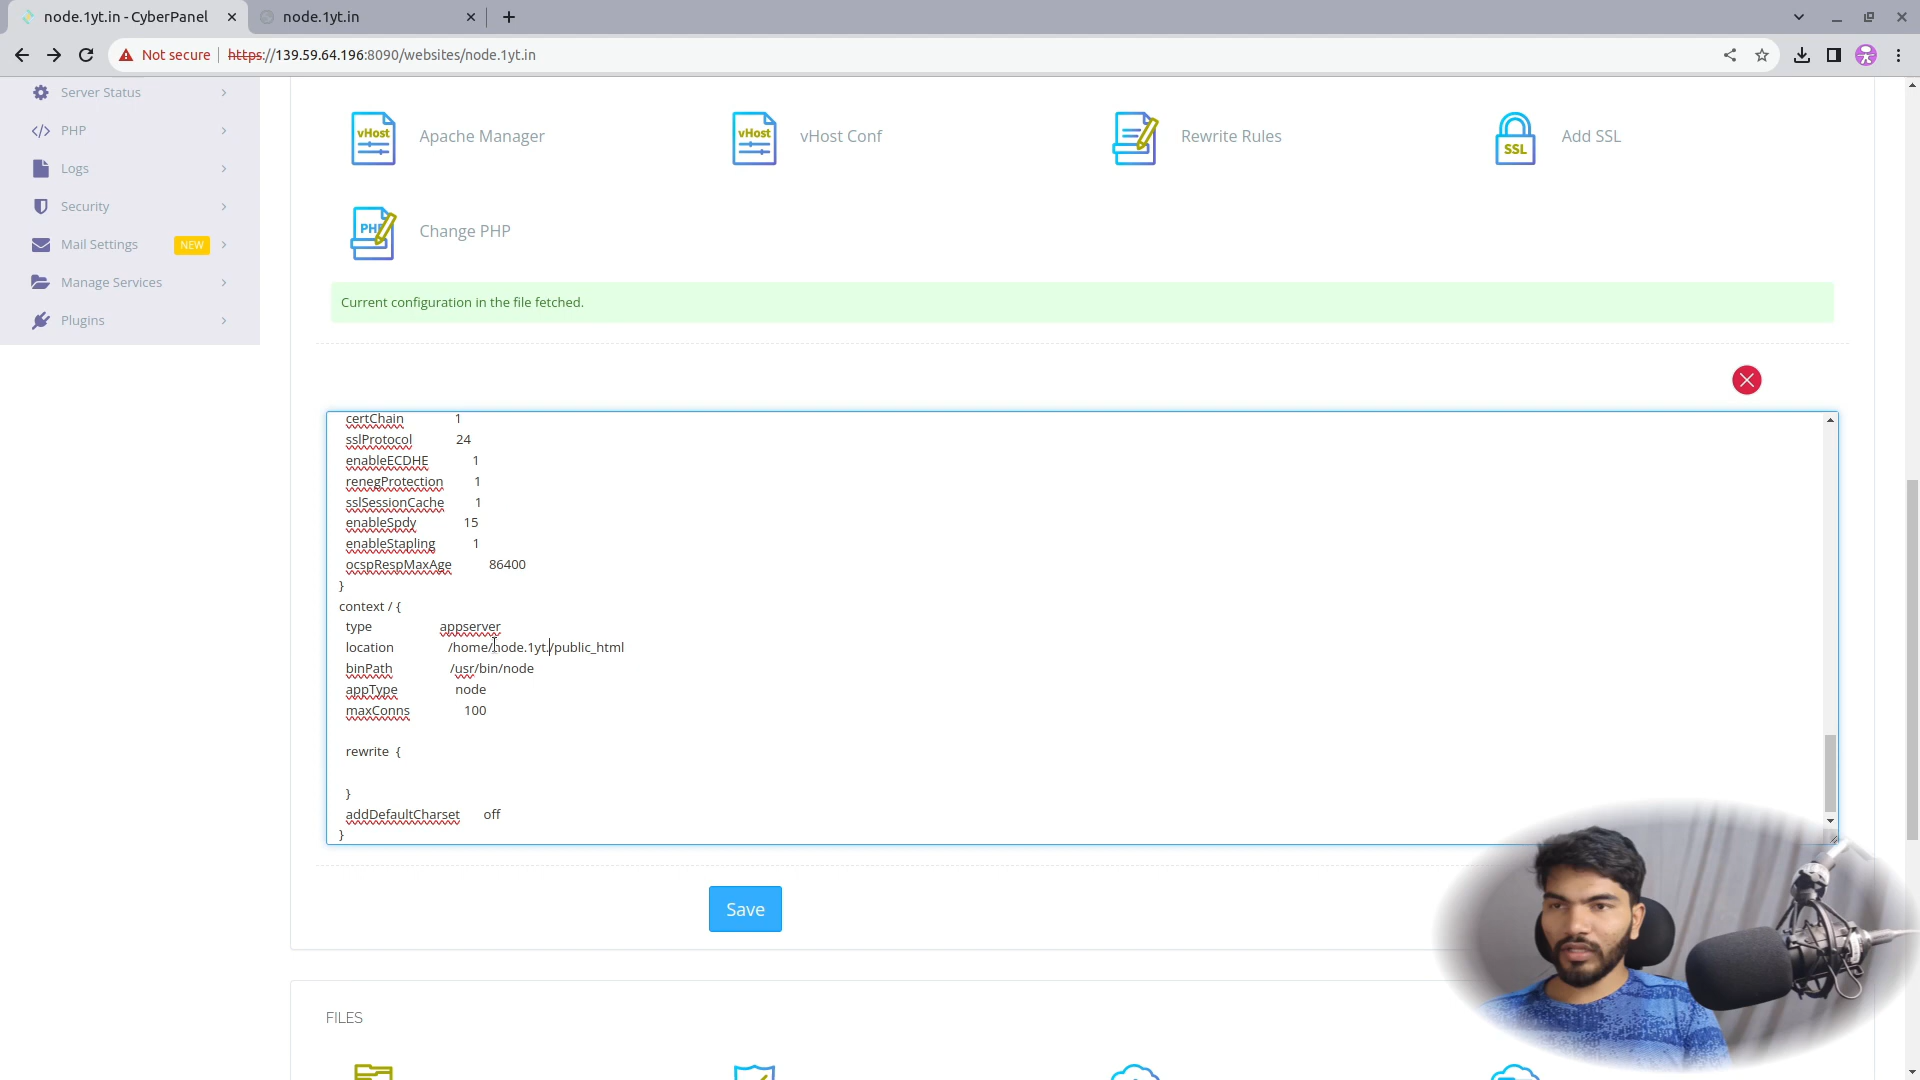 node.1yt.in - CyberPanel
node.1yt.in
Not secure https://139.59.64.196:8090/websites/node.1yt.in
Server Status
PHP
Logs
Security
Mail Settings NEW
Manage Services
Plugins
vHost Apache Manager
vHost vHost Conf
Rewrite Rules
SSL Add SSL
PHP Change PHP
Current configuration in the file fetched.
certChain 1
sslProtocol 24
enableECDHE 1
renegProtection 1
sslSessionCache 1
enableSpdy 15
enableStapling 1
ocspRespMaxAge 86400
}
context / {
type appserver
location /home/node.1yt./public_html
binPath /usr/bin/node
appType node
maxConns 100
rewrite {
}
addDefaultCharset off
}
Save
FILES